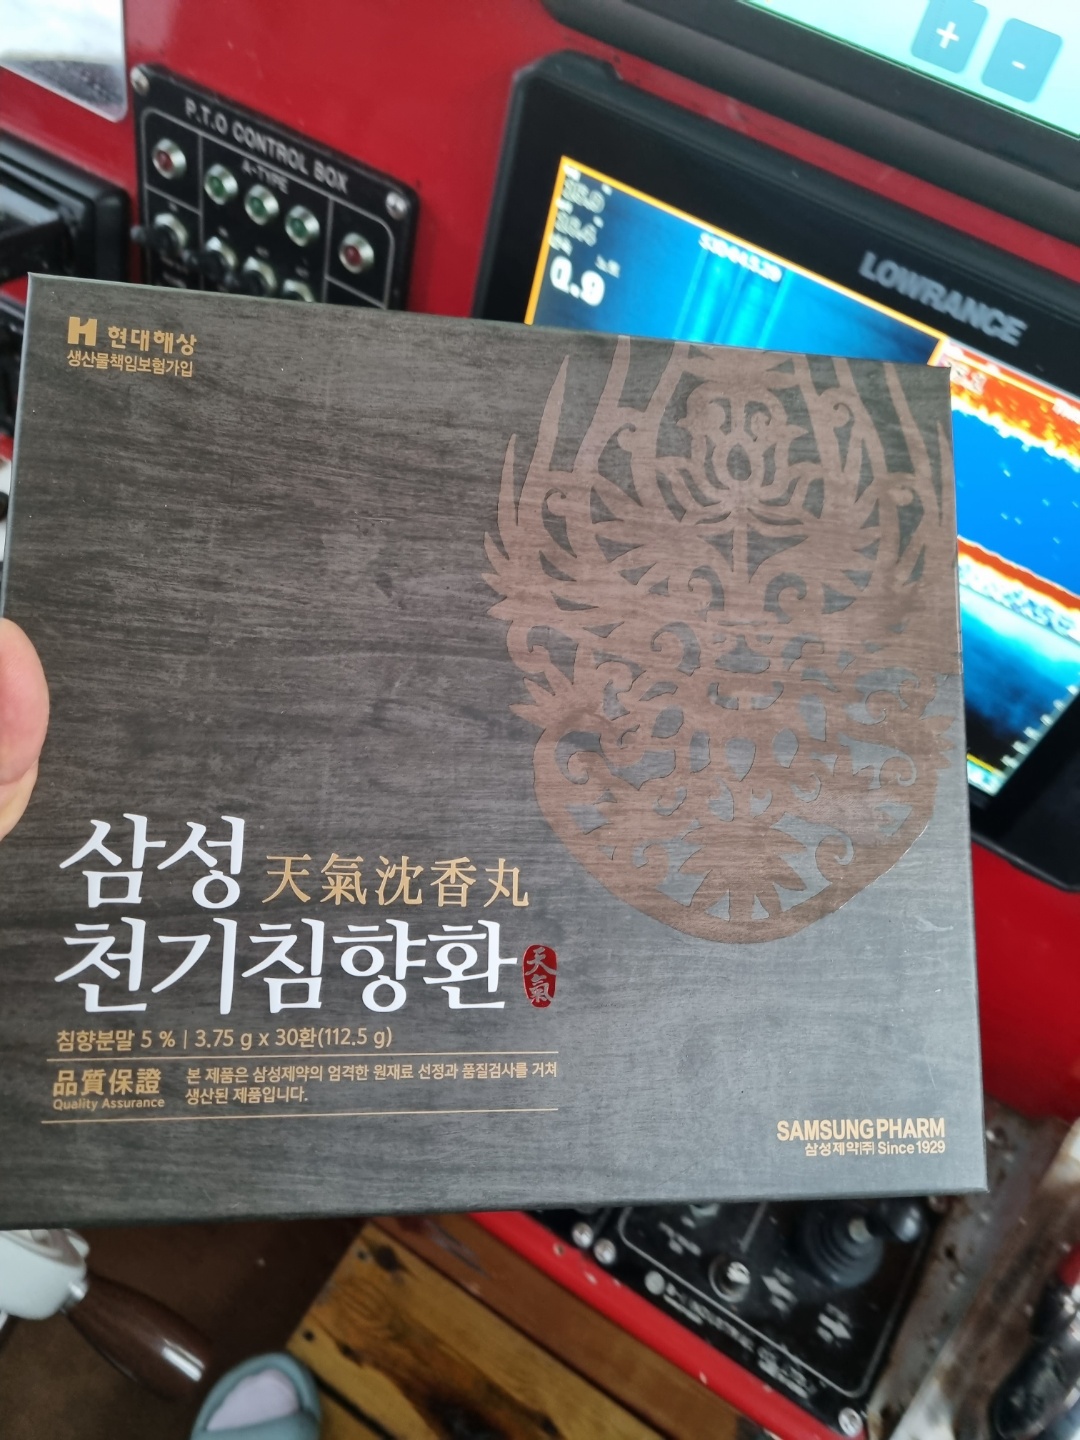 + -
P.T.O CONTROL BOX
A-TYPE
LOWRANCE
노트
0.9
H 현대해상
생산물책임보험가입
삼성 天氣沈香丸
천기침향환 天氣
침향분말 5 % | 3.75 g x 30환(112.5 g)
品質保證
Quality Assurance
본 제품은 삼성제약의 엄격한 원재료 선정과 품질검사를 거쳐
생산된 제품입니다.
SAMSUNG PHARM
삼성제약(주) Since 1929